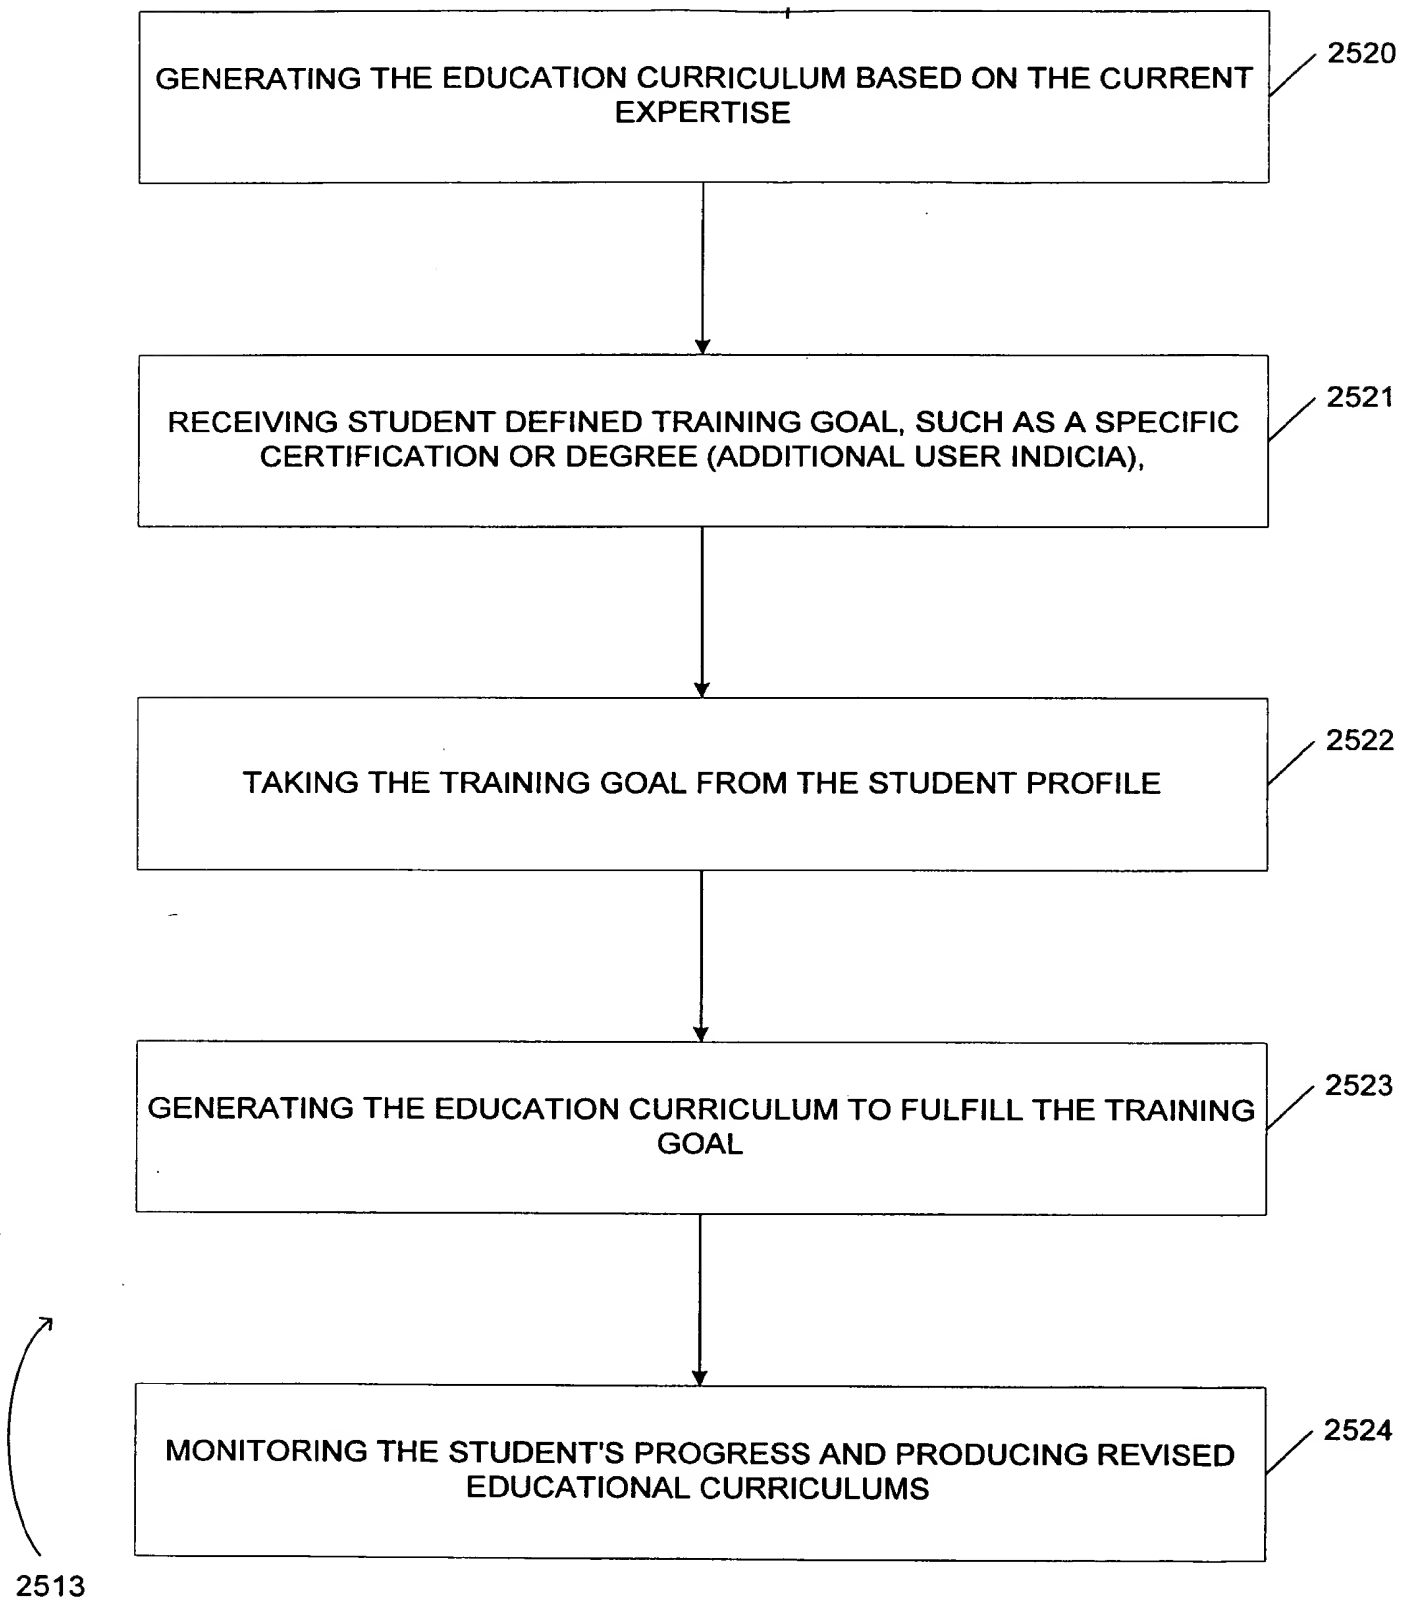 2520
GENERATING THE EDUCATION CURRICULUM BASED ON THE CURRENT
EXPERTISE
2521
RECEIVING STUDENT DEFINED TRAINING GOAL, SUCH AS A SPECIFIC
CERTIFICATION OR DEGREE (ADDITIONAL USER INDICIA),
2522
TAKING THE TRAINING GOAL FROM THE STUDENT PROFILE
2523
GENERATING THE EDUCATION CURRICULUM TO FULFILL THE TRAINING
GOAL
2524
MONITORING THE STUDENT'S PROGRESS AND PRODUCING REVISED
EDUCATIONAL CURRICULUMS
2513